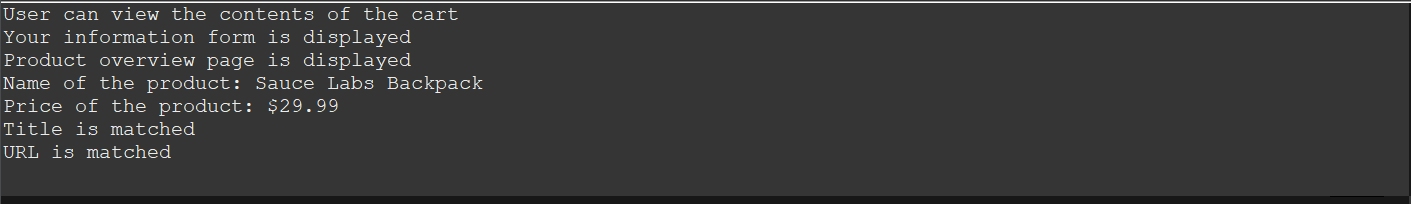 User can view the contents of the cart
Your information form is displayed
Product overview page is displayed
Name of the product: Sauce Labs Backpack
Price of the product: $29.99
Title is matched
URL is matched